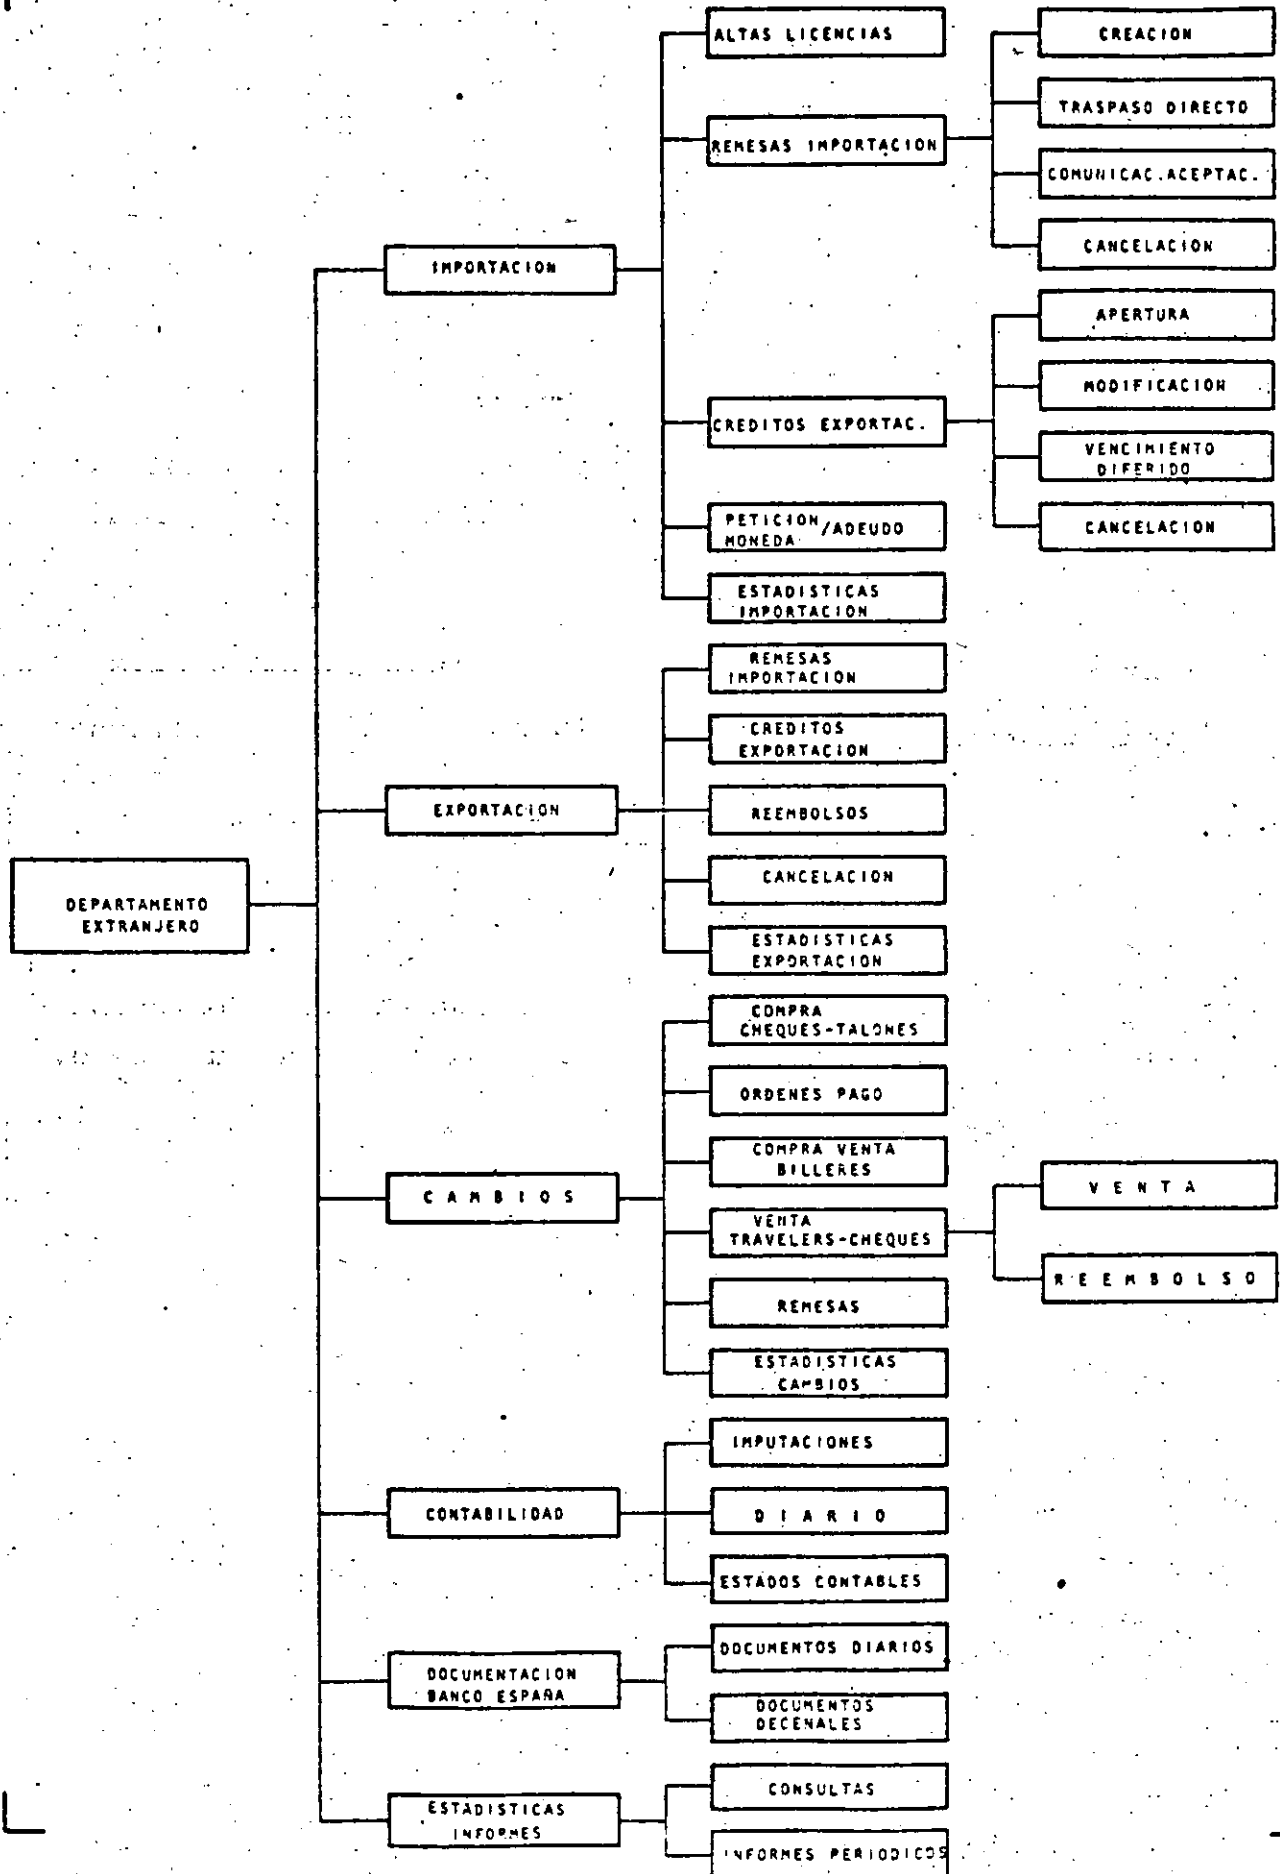 ALTAS LICENCIAS
CREACION
TRASPASO DIRECTO
REMESAS IMPORTACION
COMUNICAC.ACEPTAC.
CANCELACION
IMPORTACION
APERTURA
MODIFICACION
CREDITOS EXPORTAC.
VENCIMIENTO
DIFERIDO
CANCELACION
PETICION
MONEDA /ADEUDO
ESTADISTICAS
IMPORTACION
REMESAS
IMPORTACION
CREDITOS
EXPORTACION
EXPORTACION
REEMBOLSOS
CANCELACION
DEPARTAMENTO
EXTRANJERO
ESTADISTICAS
EXPORTACION
COMPRA
CHEQUES-TALONES
ORDENES PAGO
COMPRA VENTA
BILLERES
CAMBIOS
VENTA
TRAVELERS-CHEQUES
VENTA
REEMBOLSO
REMESAS
ESTADISTICAS
CAMBIOS
IMPUTACIONES
CONTABILIDAD
DIARIO
ESTADOS CONTABLES
DOCUMENTOS DIARIOS
DOCUMENTACION
BANCO ESPAÑA
DOCUMENTOS
DECENALES
CONSULTAS
ESTADISTICAS
INFORMES
INFORMES PERIODICOS